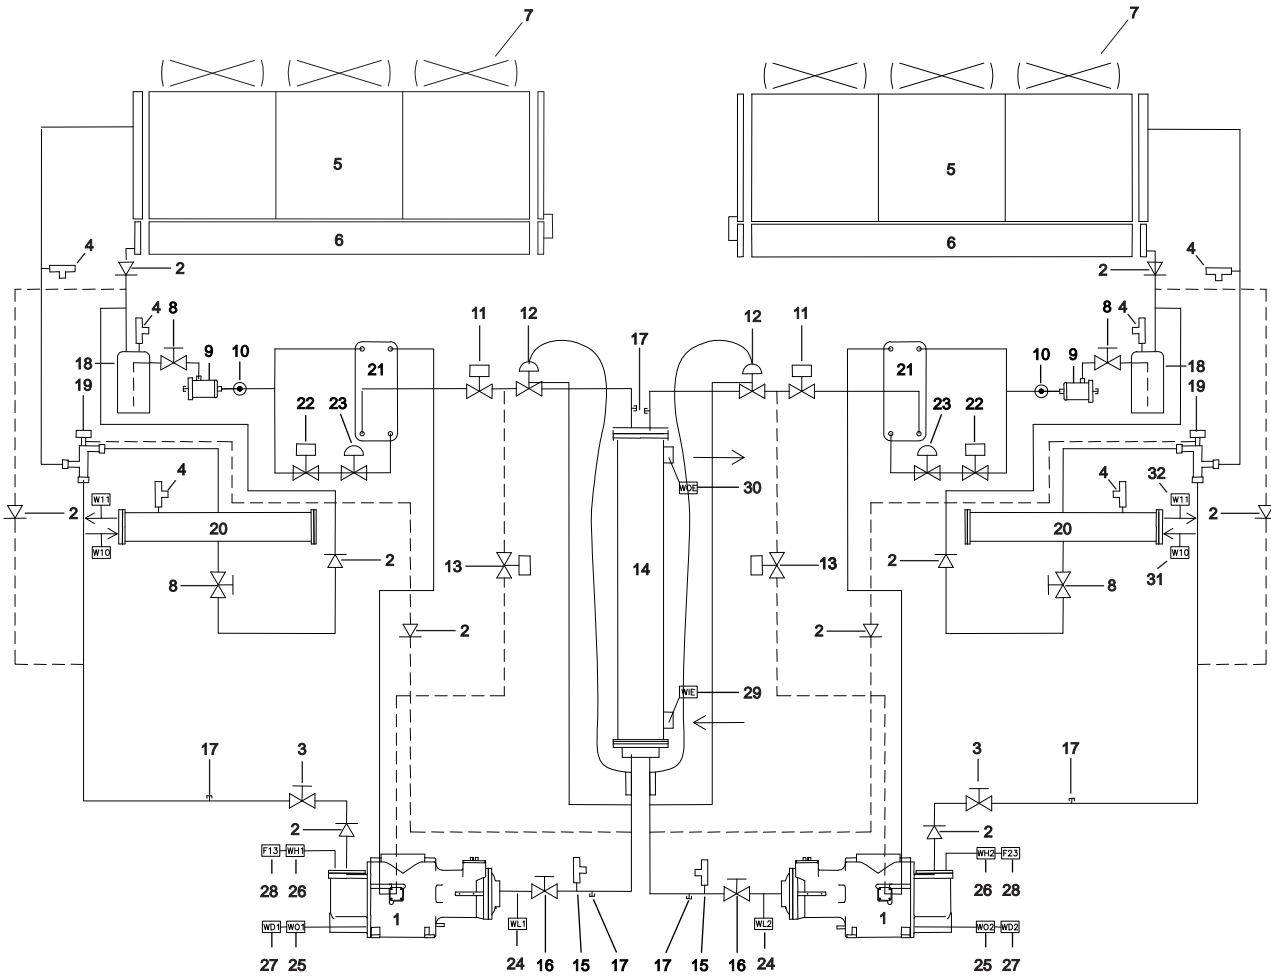 7 7
5 5
6 6
4 2 2 4
4 8 8 4
11 12 12 11
17
18 9 10 21 21 10 9 18
19 19
22 23 23 22
WOE
30
4 4 32
W11 W11
2 20 20 2
W10 W10
31
2 2
13 14 13
8 8
2 2
WIE 29
17 3 3 17
2 2
F13 WH1 WH2 F23
28 26 26 28
1 1
WD1 WO1 WL1 WL2 WO2 WD2
27 25 24 16 15 17 17 15 16 24 25 27